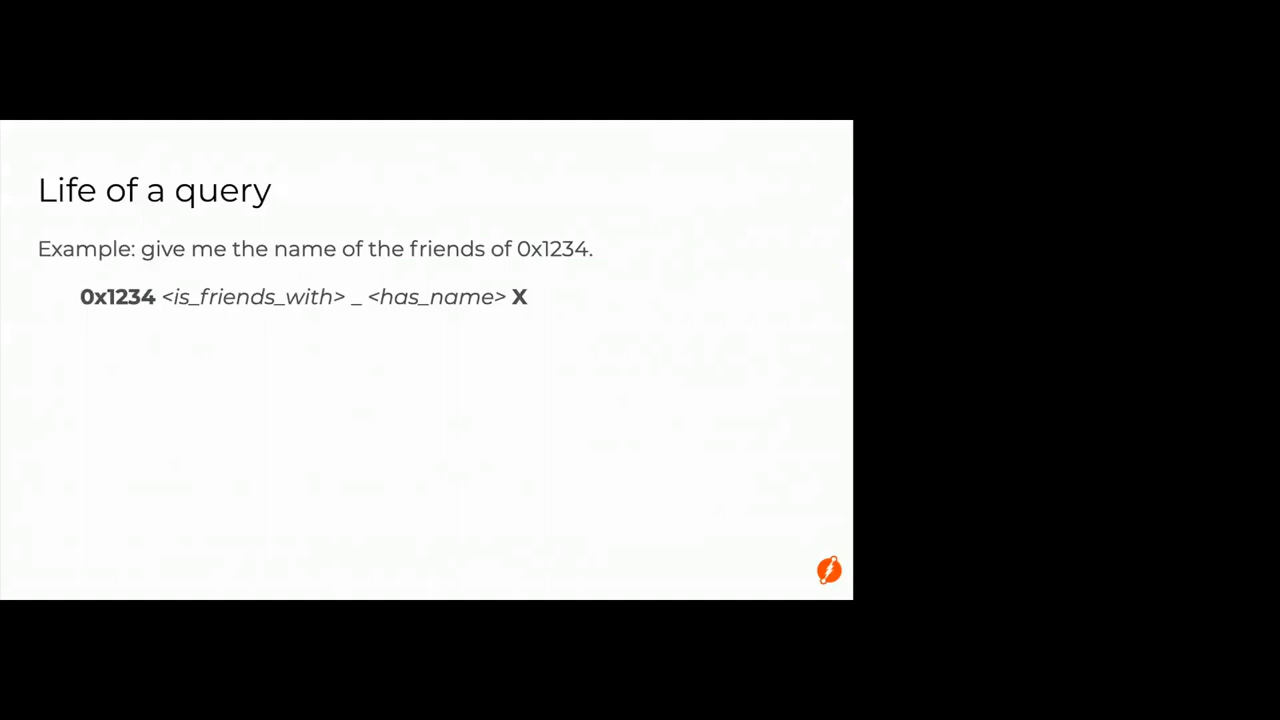 Life of a query
Example: give me the name of the friends of 0x1234.
0x1234 <is_friends_with> _ <has_name> X